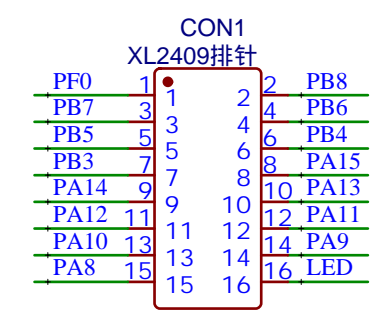 CON1
XL2409排针
PF0 1 1 2 2 PB8
PB7 3 3 4 4 PB6
PB5 5 5 6 6 PB4
PB3 7 7 8 8 PA15
PA14 9 9 10 10 PA13
PA12 11 11 12 12 PA11
PA10 13 13 14 14 PA9
PA8 15 15 16 16 LED